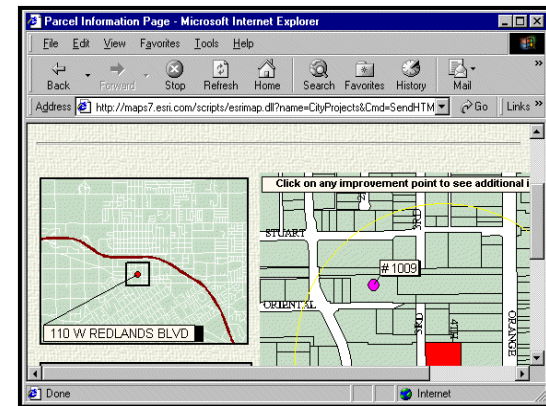 Parcel Information Page - Microsoft Internet Explorer
File Edit View Favorites Tools Help
Back Forward Stop Refresh Home Search Favorites History Mail
Address http://maps7.esri.com/scripts/esrimap.dll?name=CityProjects&Cmd=SendHTM Go Links
Click on any improvement point to see additional i
STUART
3RD
#1009
ORIENTAL
3RD
4TH
ORANGE
110 W REDLANDS BLVD
Done Internet